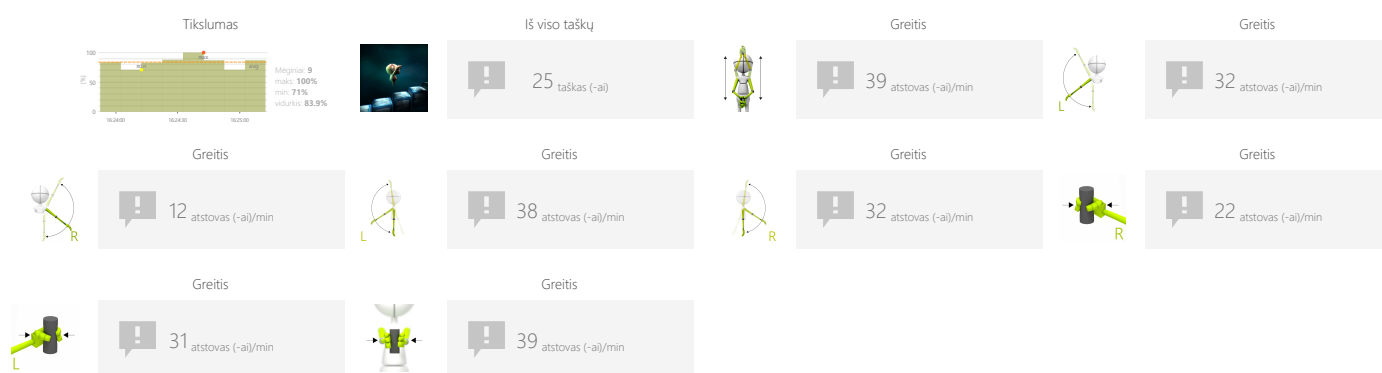 Tikslumas
100
50
0
[%]
max
min
avg
16:24:00
16:24:30
16:25:00
Mėginiai: 9
maks: 100%
min: 71%
vidurkis: 83.9%
Iš viso taškų
25 taškas (-ai)
Greitis
39 atstovas (-ai)/min
Greitis
L
32 atstovas (-ai)/min
Greitis
R
12 atstovas (-ai)/min
Greitis
L
38 atstovas (-ai)/min
Greitis
R
32 atstovas (-ai)/min
Greitis
R
22 atstovas (-ai)/min
Greitis
L
31 atstovas (-ai)/min
Greitis
39 atstovas (-ai)/min